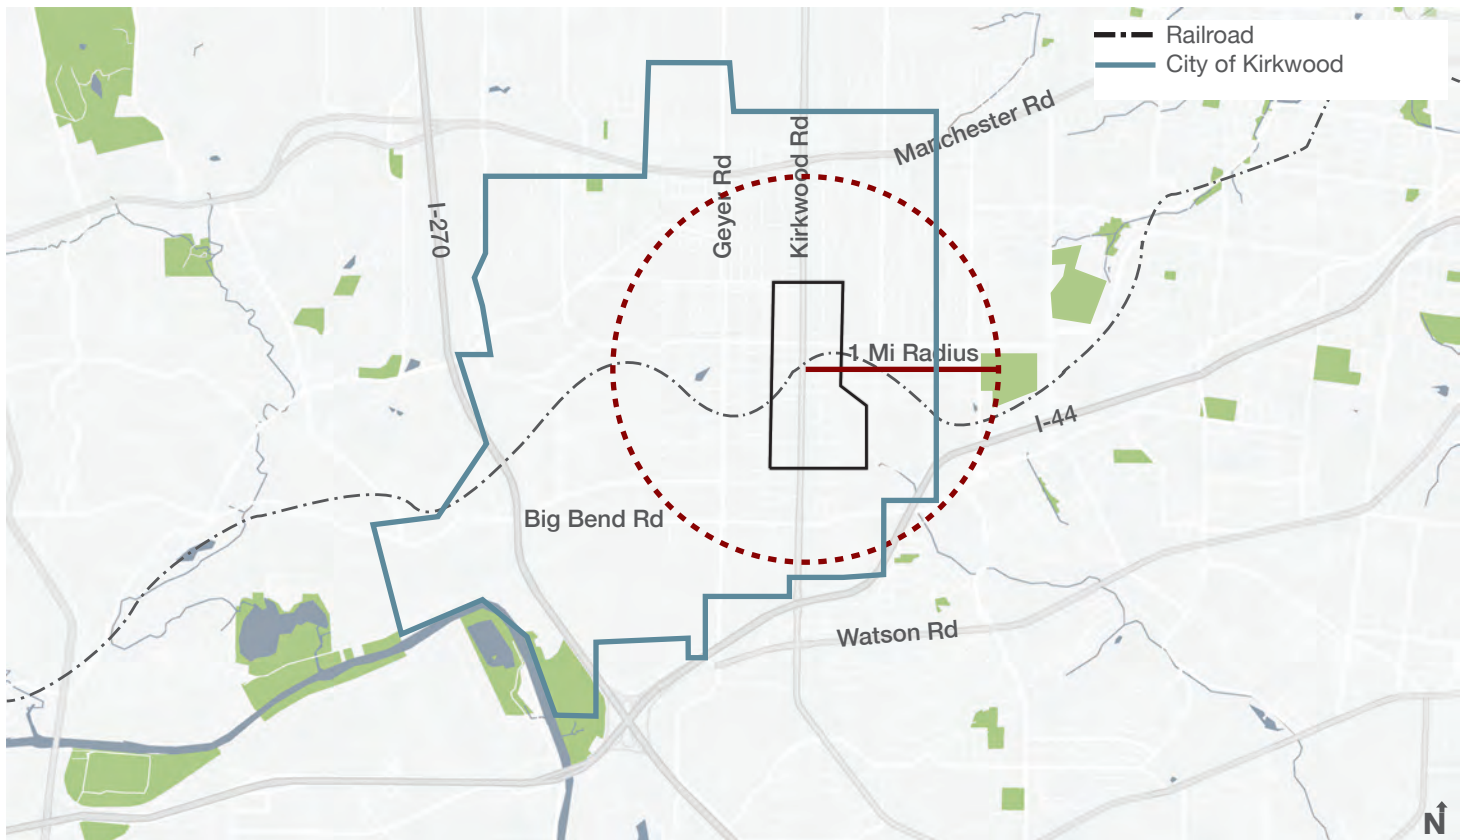 Railroad
City of Kirkwood
Manchester Rd
Kirkwood Rd
Geyer Rd
I-270
1 Mi Radius
I-44
Big Bend Rd
Watson Rd
N